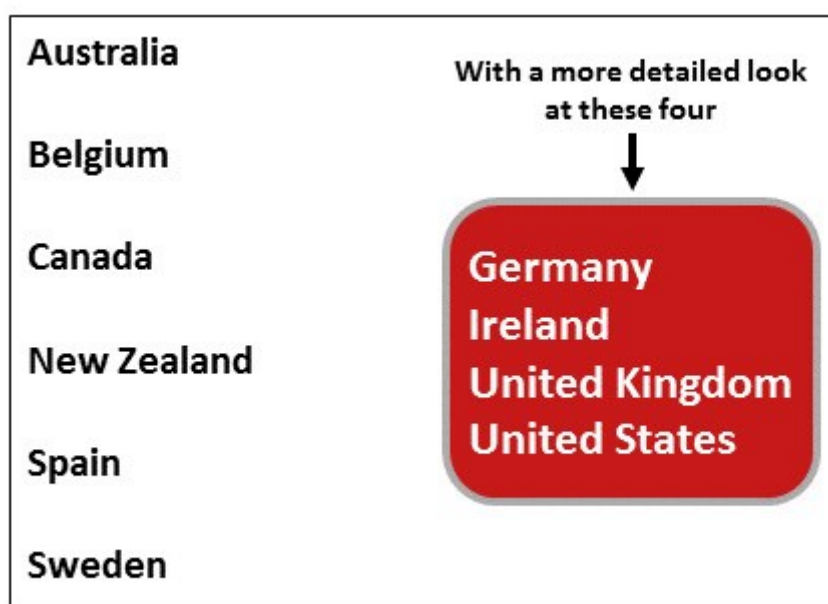 Australia
Belgium
Canada
New Zealand
Spain
Sweden
With a more detailed look
at these four
Germany
Ireland
United Kingdom
United States